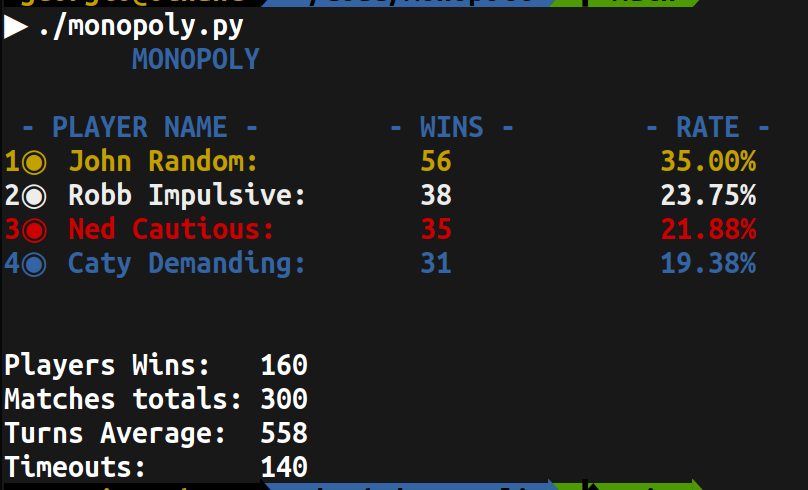 ▶ ./monopoly.py
MONOPOLY
- PLAYER NAME - - WINS - - RATE -
1◉ John Random: 56 35.00%
2◉ Robb Impulsive: 38 23.75%
3◉ Ned Cautious: 35 21.88%
4◉ Caty Demanding: 31 19.38%
Players Wins: 160
Matches totals: 300
Turns Average: 558
Timeouts: 140